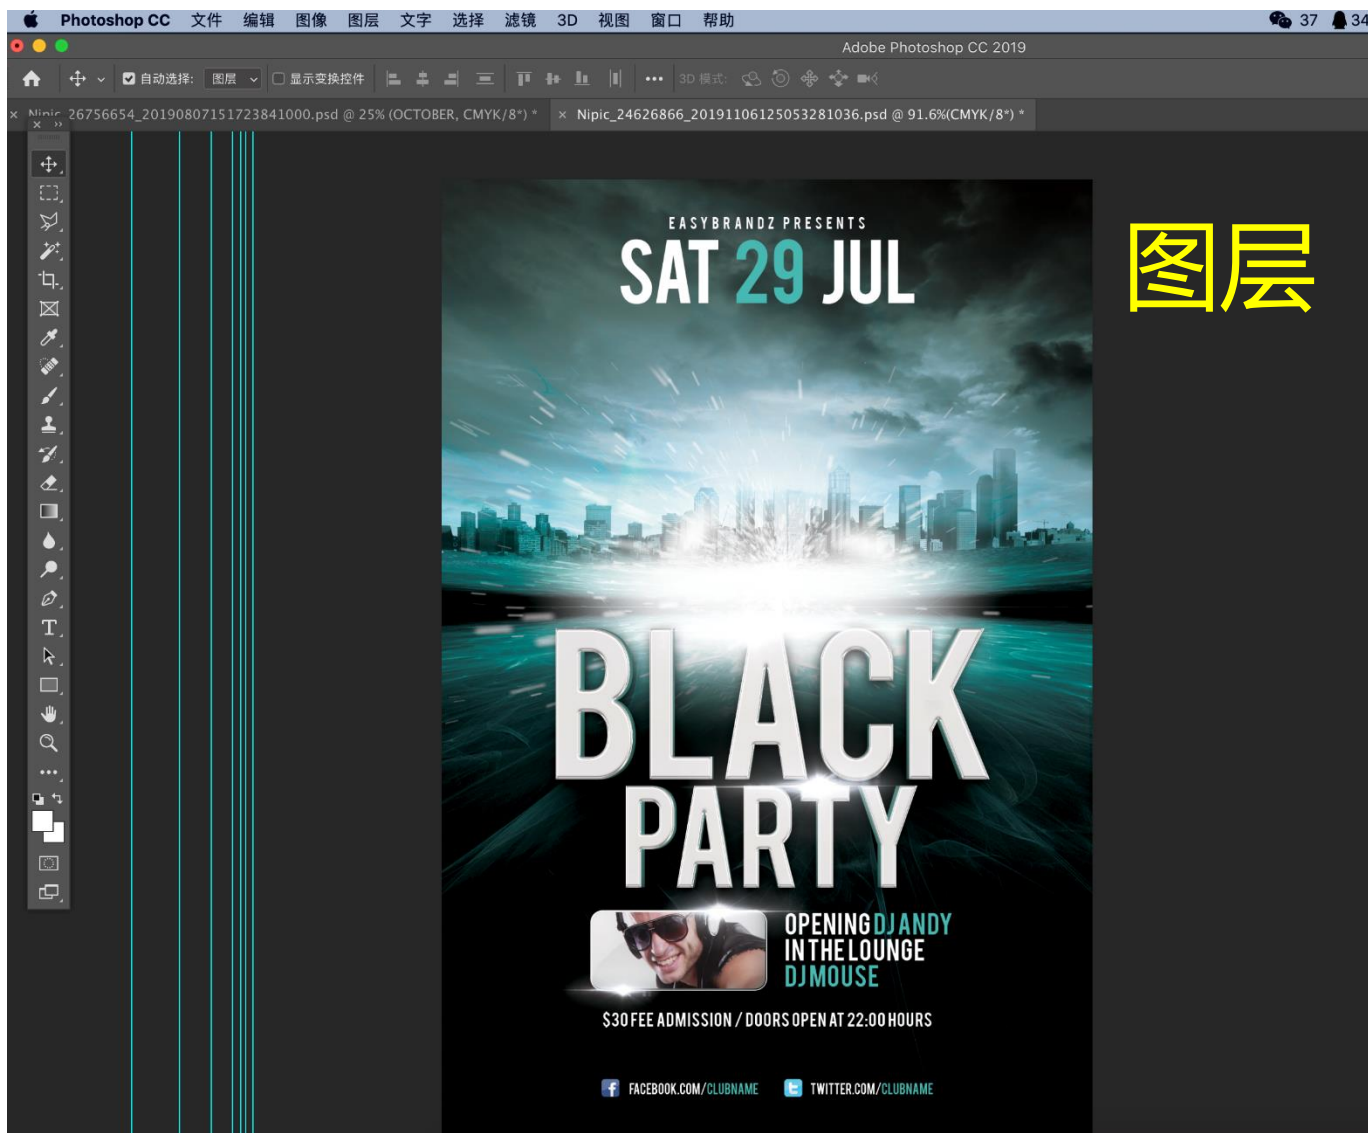 Photoshop CC 文件 编辑 图像 图层 文字 选择 滤镜 3D 视图 窗口 帮助 37 34
Adobe Photoshop CC 2019
自动选择: 图层 显示变换控件 3D 模式:
Nipic_26756654_20190807151723841000.psd @ 25% (OCTOBER, CMYK/8*) * Nipic_24626866_20191106125053281036.psd @ 91.6%(CMYK/8*) *
EASYBRANDZ PRESENTS
SAT 29 JUL
图层
BLACK
PARTY
OPENING DJ ANDY
IN THE LOUNGE
DJ MOUSE
$30 FEE ADMISSION / DOORS OPEN AT 22:00 HOURS
FACEBOOK.COM/CLUBNAME TWITTER.COM/CLUBNAME